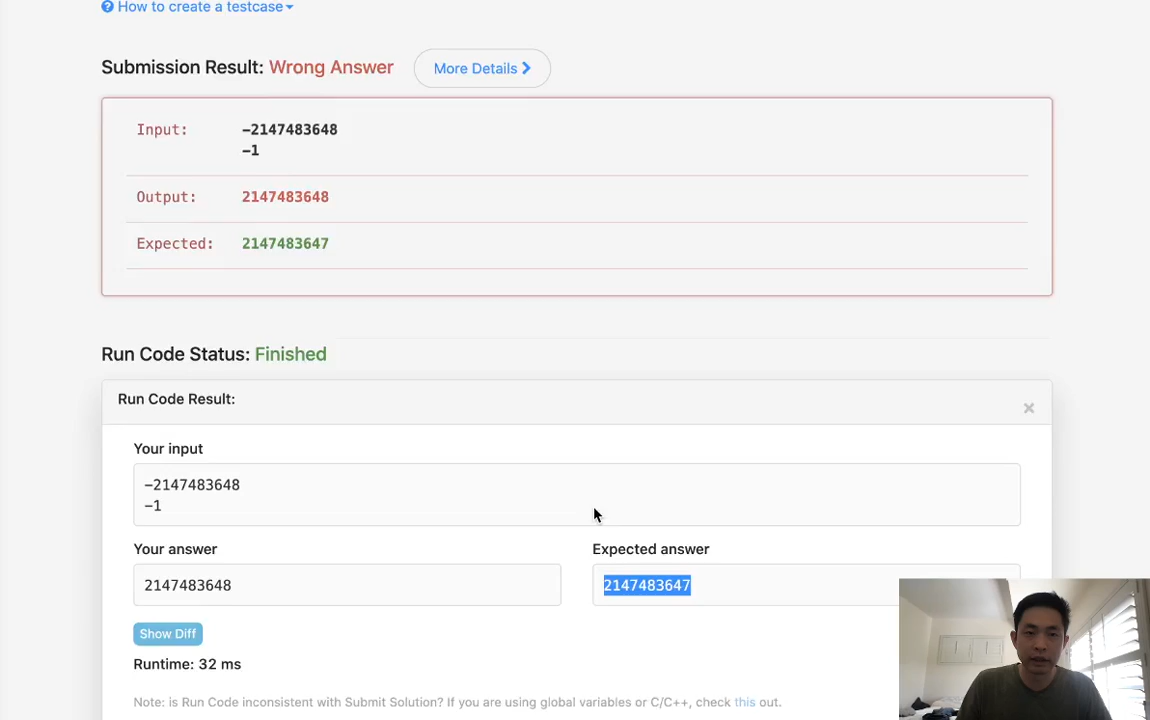 How to create a testcase
Submission Result: Wrong Answer
More Details
Input: -2147483648
-1
Output: 2147483648
Expected: 2147483647
Run Code Status: Finished
Run Code Result:
×
Your input
-2147483648
-1
Your answer
2147483648
Expected answer
2147483647
Show Diff
Runtime: 32 ms
Note: is Run Code inconsistent with Submit Solution? If you are using global variables or C/C++, check this out.